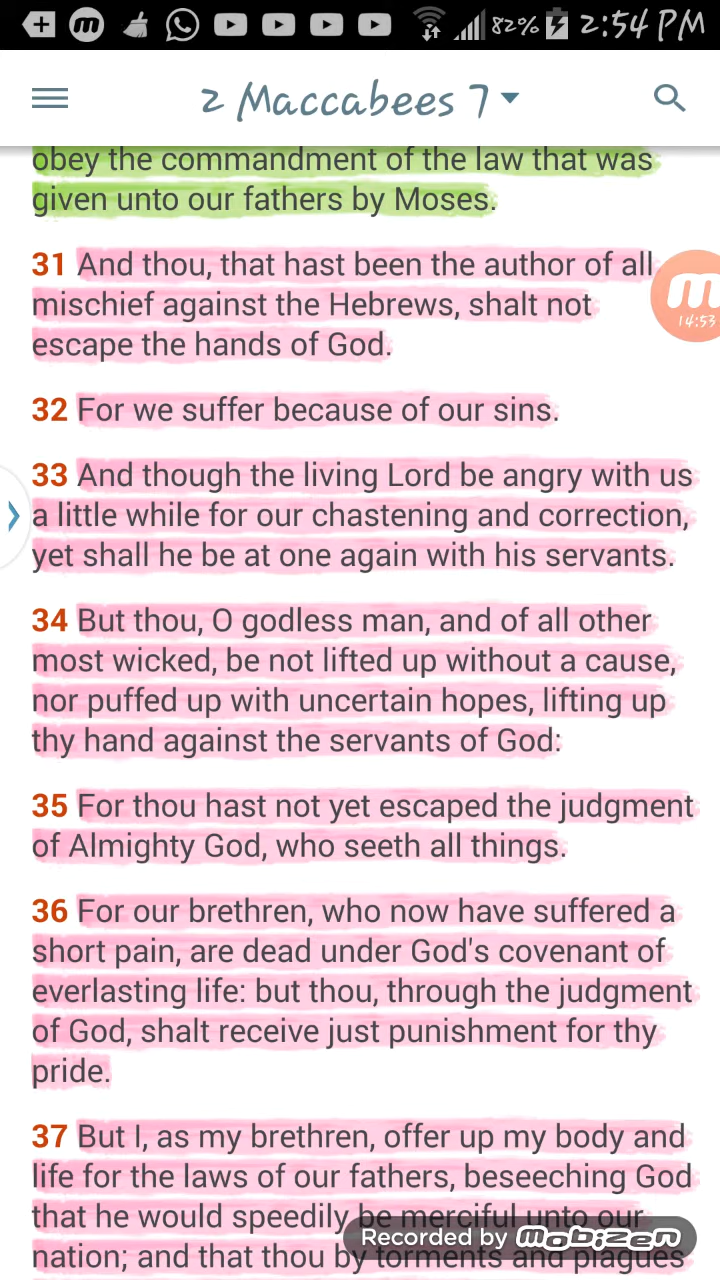 82% 2:54 PM
2 Maccabees 7
obey the commandment of the law that was
given unto our fathers by Moses.
31 And thou, that hast been the author of all
mischief against the Hebrews, shalt not
escape the hands of God.
m
14:53
32 For we suffer because of our sins.
33 And though the living Lord be angry with us
a little while for our chastening and correction,
yet shall he be at one again with his servants.
34 But thou, O godless man, and of all other
most wicked, be not lifted up without a cause,
nor puffed up with uncertain hopes, lifting up
thy hand against the servants of God:
35 For thou hast not yet escaped the judgment
of Almighty God, who seeth all things.
36 For our brethren, who now have suffered a
short pain, are dead under God's covenant of
everlasting life: but thou, through the judgment
of God, shalt receive just punishment for thy
pride.
37 But I, as my brethren, offer up my body and
life for the laws of our fathers, beseeching God
that he would speedily be merciful unto our
nation; and that thou by torments and plagues
Recorded by mobizen